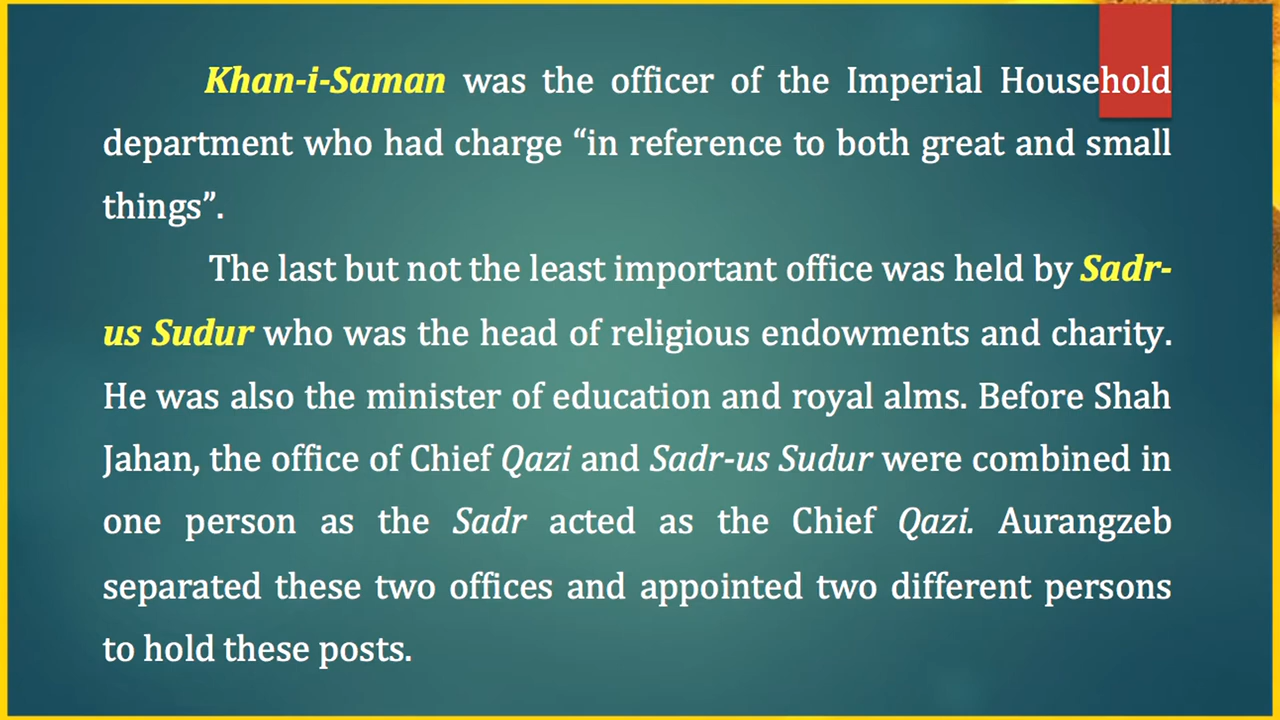 Khan-i-Saman was the officer of the Imperial Household
department who had charge “in reference to both great and small
things”.
The last but not the least important office was held by Sadr-
us Sudur who was the head of religious endowments and charity.
He was also the minister of education and royal alms. Before Shah
Jahan, the office of Chief Qazi and Sadr-us Sudur were combined in
one person as the Sadr acted as the Chief Qazi. Aurangzeb
separated these two offices and appointed two different persons
to hold these posts.